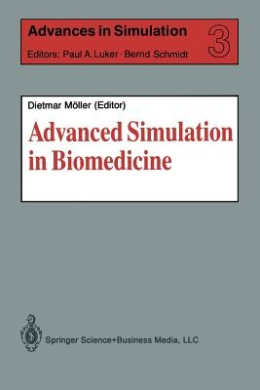 Advances in Simulation
Editors: Paul A. Luker · Bernd Schmidt
3
Dietmar Möller (Editor)
Advanced Simulation
in Biomedicine
Springer Science+Business Media, LLC